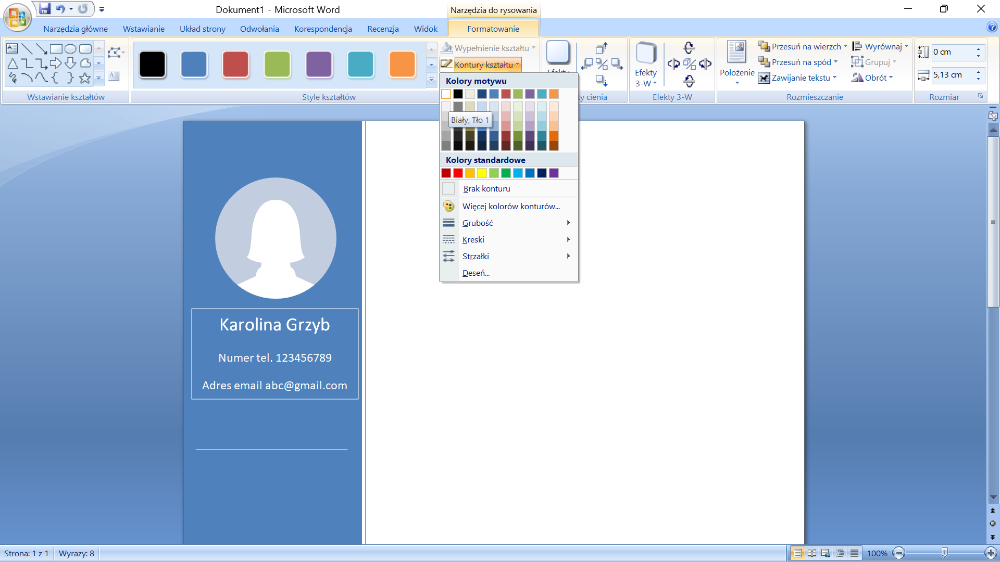 Dokument1 - Microsoft Word
Narzędzia do rysowania
Narzędzia główne
Wstawianie
Układ strony
Odwołania
Korespondencja
Recenzja
Widok
Formatowanie
Wypełnienie kształtu
Kontury kształtu
Efekty
3-W
Położenie
Przesuń na wierzch
Przesuń na spód
Zawijanie tekstu
Wyrównaj
Grupuj
Obrót
0 cm
5,13 cm
Wstawianie kształtów
Style kształtów
ty cienia
Efekty 3-W
Rozmieszczanie
Rozmiar
Kolory motywu
Biały, Tło 1
Kolory standardowe
Brak konturu
Więcej kolorów konturów...
Grubość
Kreski
Strzałki
Deseń...
Karolina Grzyb
Numer tel. 123456789
Adres email abc@gmail.com
Strona: 1 z 1
Wyrazy: 8
100%